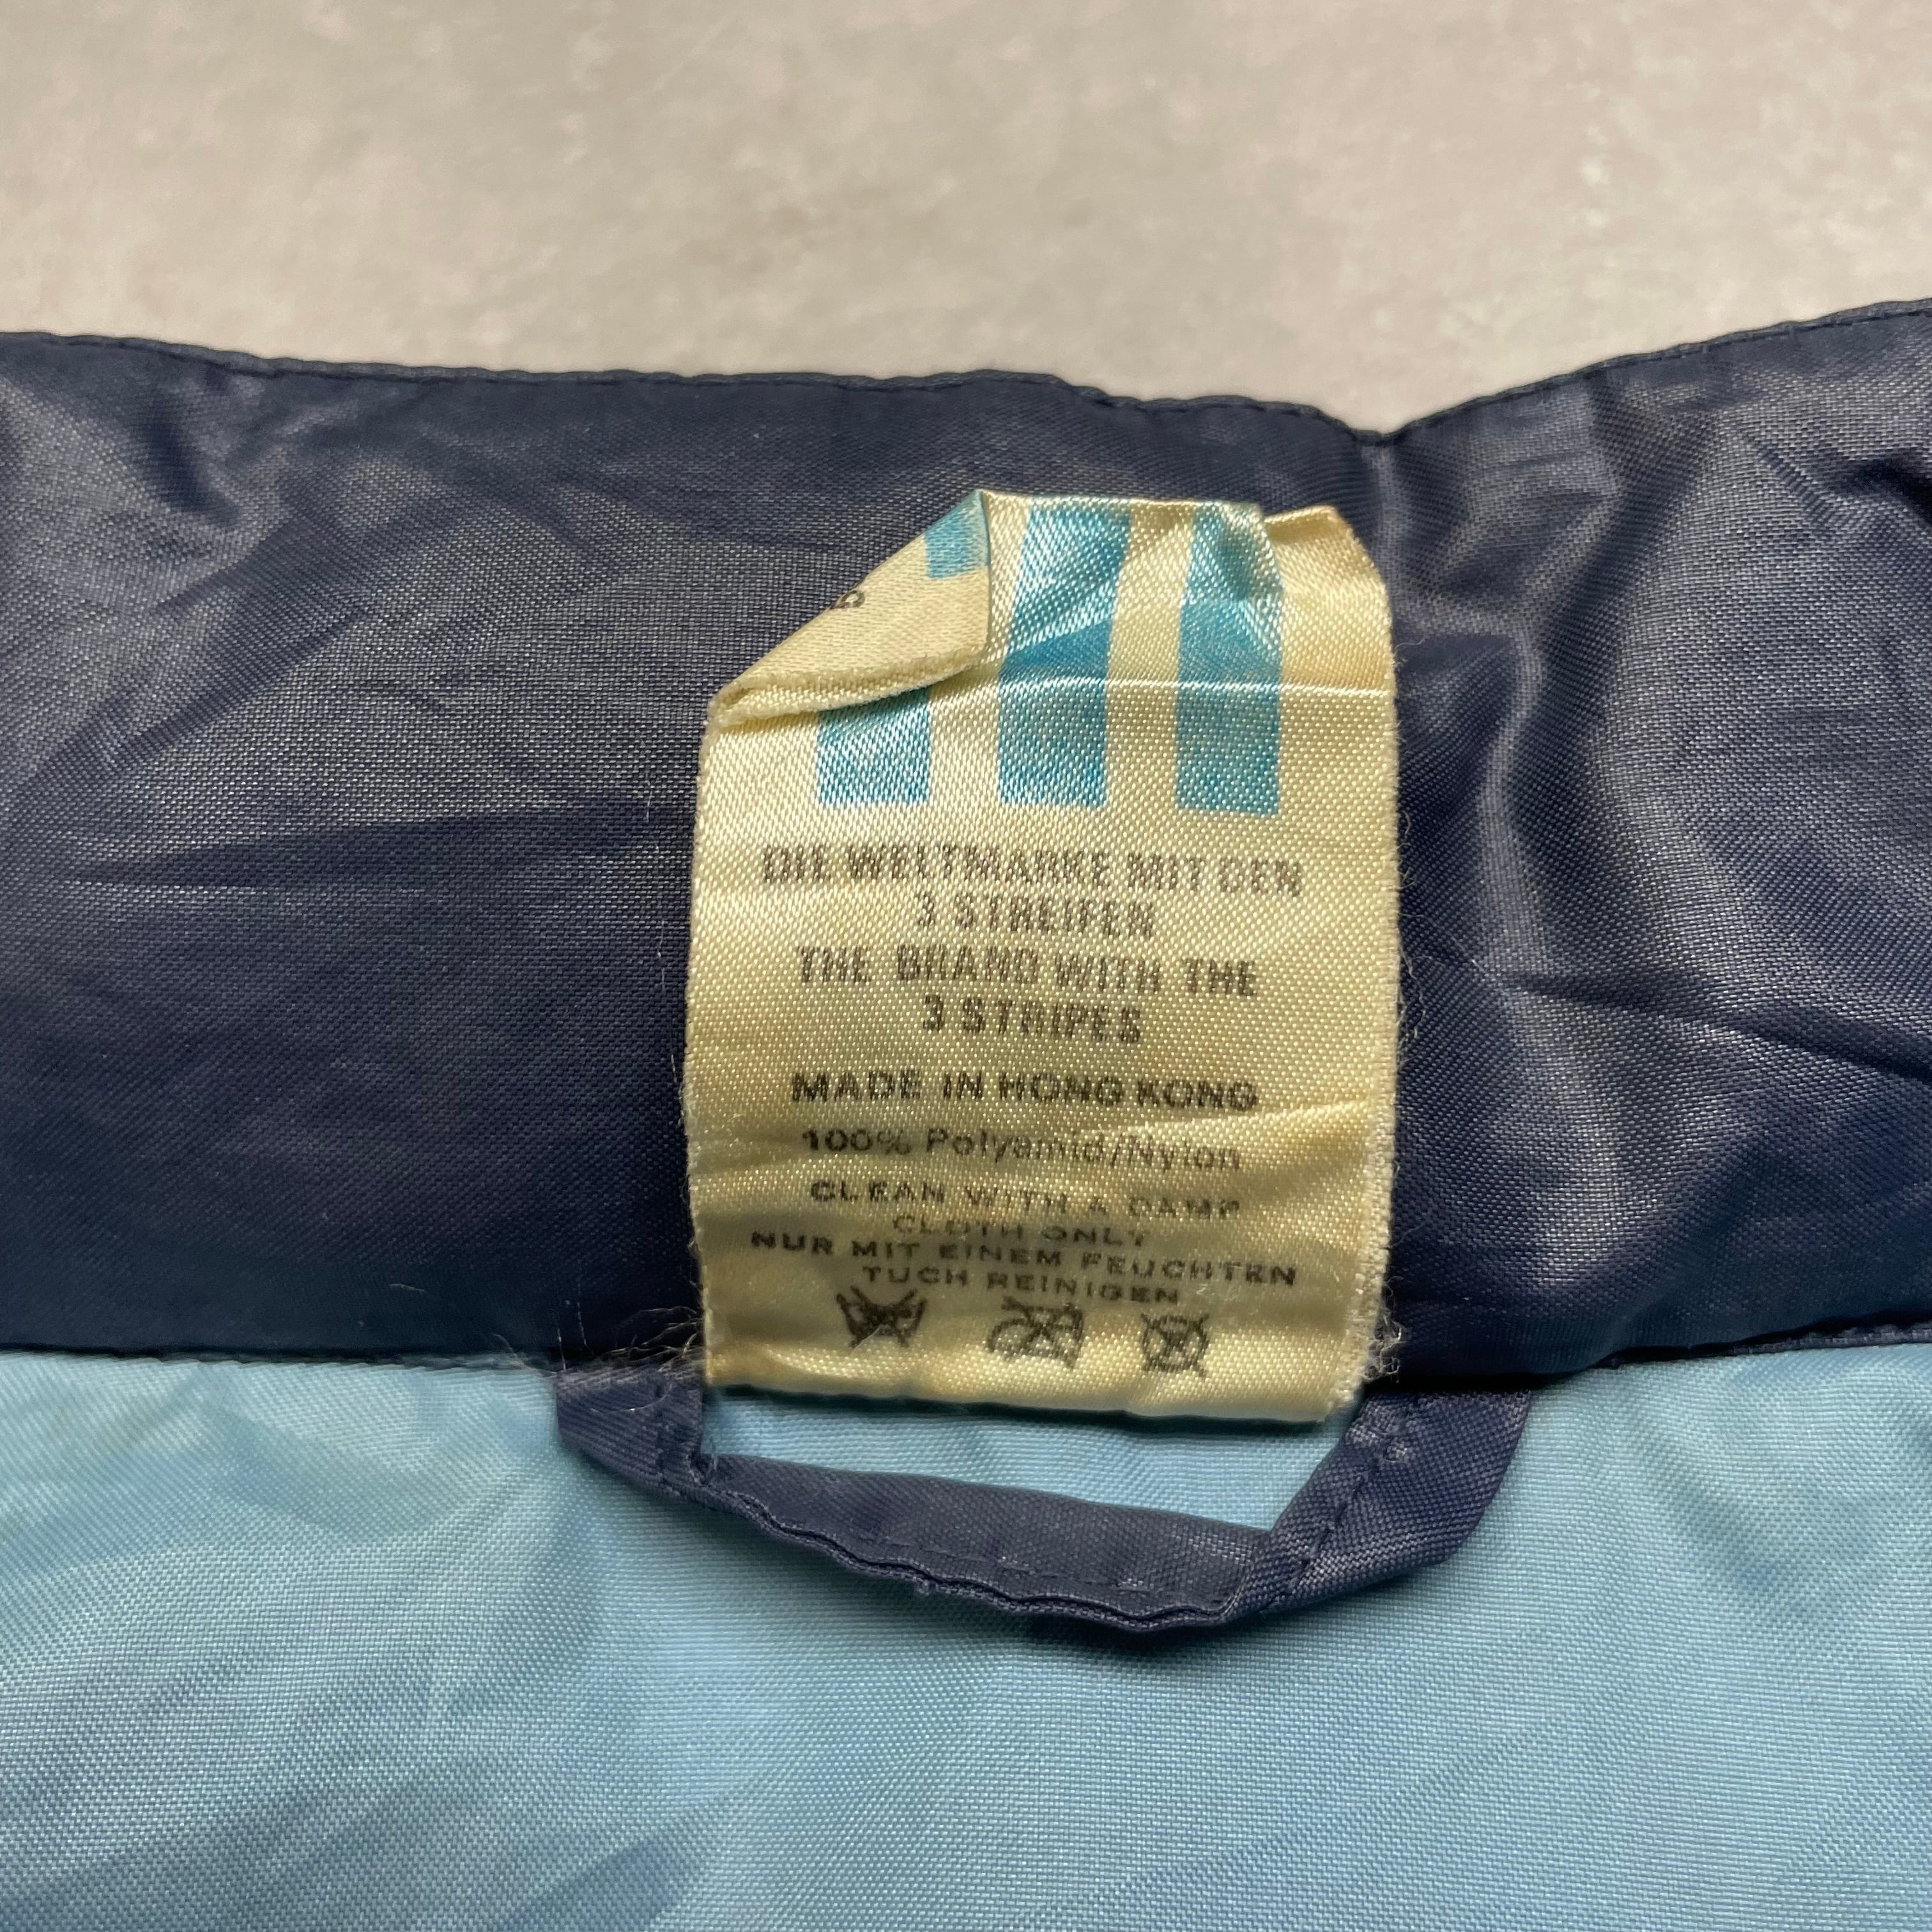 DIE WELTMARKE MIT DEN
3 STREIFEN
THE BRAND WITH THE
3 STRIPES
MADE IN HONG KONG
100% Polyamid/Nylon
CLEAN WITH A DAMP
CLOTH ONLY
NUR MIT EINEM FEUCHTEN
TUCH REINIGEN